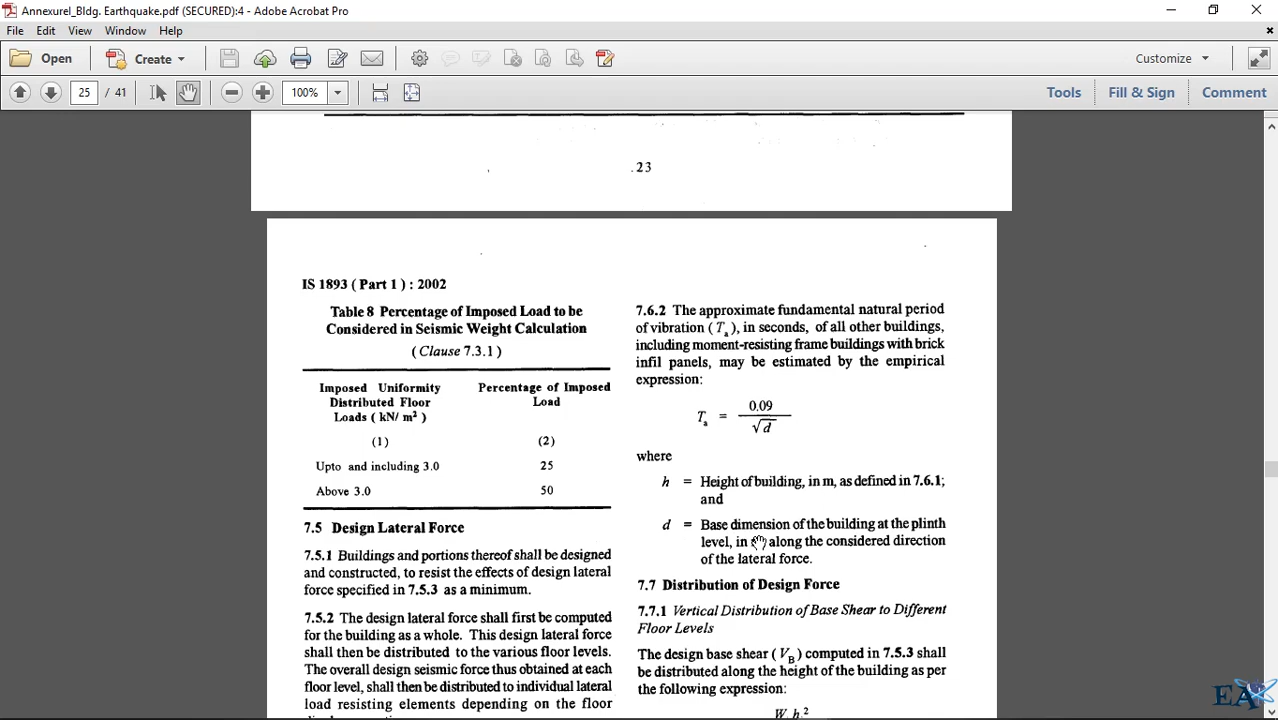 Annexurel_Bldg. Earthquake.pdf (SECURED):4 - Adobe Acrobat Pro
File Edit View Window Help
Open Create Customize
25 / 41 100% Tools Fill & Sign Comment
.23
IS 1893 ( Part 1 ) : 2002
Table 8 Percentage of Imposed Load to be
Considered in Seismic Weight Calculation
( Clause 7.3.1 )
Imposed Uniformity Percentage of Imposed
Distributed Floor Load
Loads ( kN/ m² )
(1) (2)
Upto and including 3.0 25
Above 3.0 50
7.5 Design Lateral Force
7.5.1 Buildings and portions thereof shall be designed
and constructed, to resist the effects of design lateral
force specified in 7.5.3 as a minimum.
7.5.2 The design lateral force shall first be computed
for the building as a whole. This design lateral force
shall then be distributed to the various floor levels.
The overall design seismic force thus obtained at each
floor level, shall then be distributed to individual lateral
load resisting elements depending on the floor
7.6.2 The approximate fundamental natural period
of vibration ( Ta ), in seconds, of all other buildings,
including moment-resisting frame buildings with brick
infil panels, may be estimated by the empirical
expression:
Ta = 0.09 / √d
where
h = Height of building, in m, as defined in 7.6.1;
and
d = Base dimension of the building at the plinth
level, in along the considered direction
of the lateral force.
7.7 Distribution of Design Force
7.7.1 Vertical Distribution of Base Shear to Different
Floor Levels
The design base shear ( VB ) computed in 7.5.3 shall
be distributed along the height of the building as per
the following expression:
W h²
EA